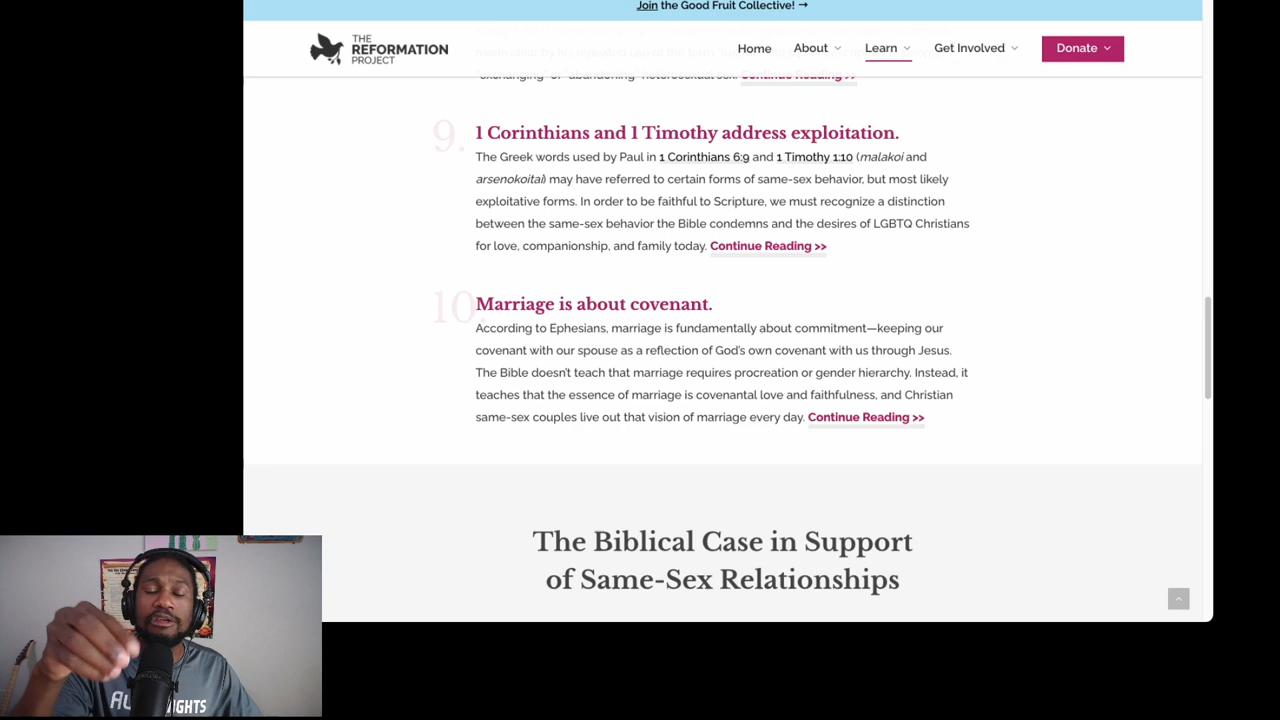 Join the Good Fruit Collective! →
THE
REFORMATION
PROJECT
Home
About
Learn
Get Involved
Donate
"exchanging" or "abandoning" heterosexual sex. Continue Reading >>
9.
1 Corinthians and 1 Timothy address exploitation.
The Greek words used by Paul in 1 Corinthians 6:9 and 1 Timothy 1:10 (malakoi and
arsenokoitai) may have referred to certain forms of same-sex behavior, but most likely
exploitative forms. In order to be faithful to Scripture, we must recognize a distinction
between the same-sex behavior the Bible condemns and the desires of LGBTQ Christians
for love, companionship, and family today. Continue Reading >>
10.
Marriage is about covenant.
According to Ephesians, marriage is fundamentally about commitment—keeping our
covenant with our spouse as a reflection of God's own covenant with us through Jesus.
The Bible doesn't teach that marriage requires procreation or gender hierarchy. Instead, it
teaches that the essence of marriage is covenantal love and faithfulness, and Christian
same-sex couples live out that vision of marriage every day. Continue Reading >>
The Biblical Case in Support
of Same-Sex Relationships